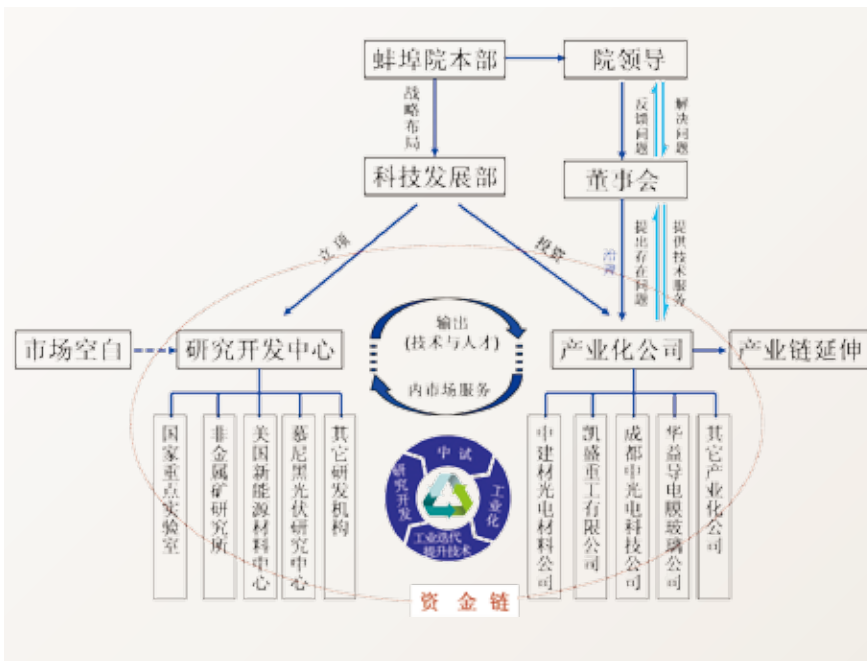 蚌埠院本部
院领导
战略布局
反馈问题
解决问题
科技发展部
董事会
立项
投资
治理
提出存在问题
提供技术服务
市场空白
研究开发中心
输出
(技术与人才)
内市场服务
产业化公司
产业链延伸
国家重点实验室
非金属矿研究所
美国新能源材料中心
慕尼黑光伏研究中心
其它研发机构
中试
研究开发
工业化
工业迭代
提升技术
中建材光电材料公司
凯盛重工有限公司
成都中光电科技公司
华益导电膜玻璃公司
其它产业化公司
资金链